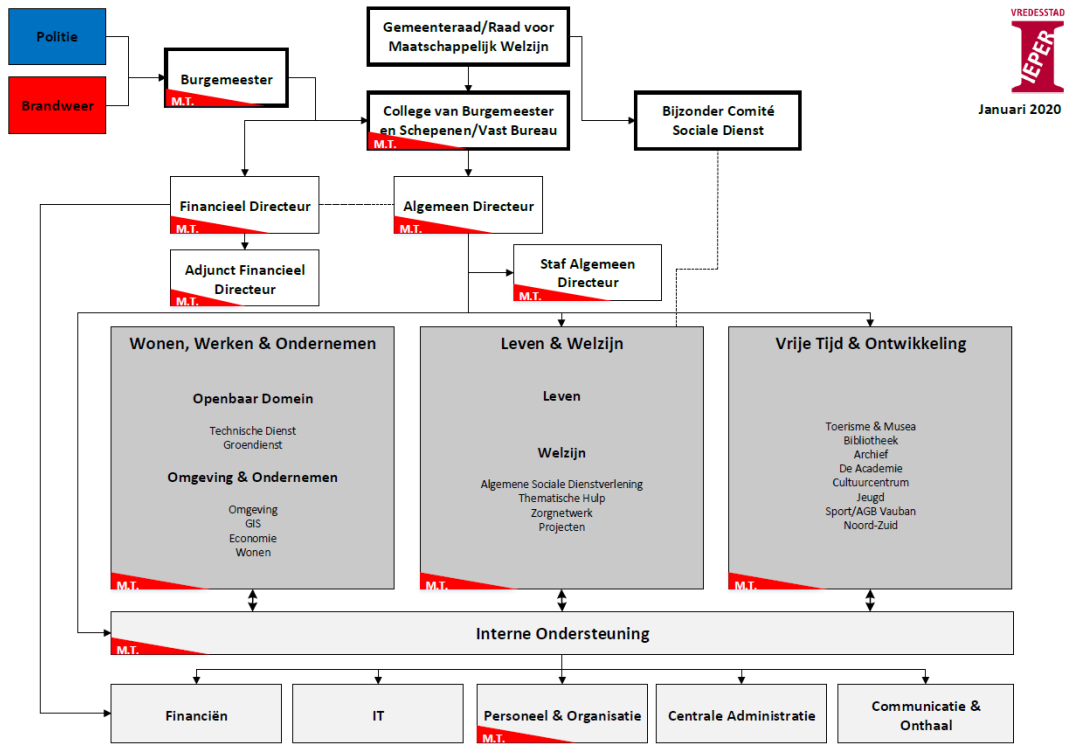 Politie
Brandweer
Burgemeester
M.T.
Gemeenteraad/Raad voor
Maatschappelijk Welzijn
College van Burgemeester
en Schepenen/Vast Bureau
M.T.
Bijzonder Comité
Sociale Dienst
VREDESSTAD
IEPER
Januari 2020
Financieel Directeur
M.T.
Algemeen Directeur
M.T.
Adjunct Financieel
Directeur
M.T.
Staf Algemeen
Directeur
M.T.
Wonen, Werken & Ondernemen
Openbaar Domein
Technische Dienst
Groendienst
Omgeving & Ondernemen
Omgeving
GIS
Economie
Wonen
M.T.
Leven & Welzijn
Leven
Welzijn
Algemene Sociale Dienstverlening
Thematische Hulp
Zorgnetwerk
Projecten
M.T.
Vrije Tijd & Ontwikkeling
Toerisme & Musea
Bibliotheek
Archief
De Academie
Cultuurcentrum
Jeugd
Sport/AGB Vauban
Noord-Zuid
M.T.
Interne Ondersteuning
M.T.
Financiën
IT
Personeel & Organisatie
M.T.
Centrale Administratie
Communicatie &
Onthaal